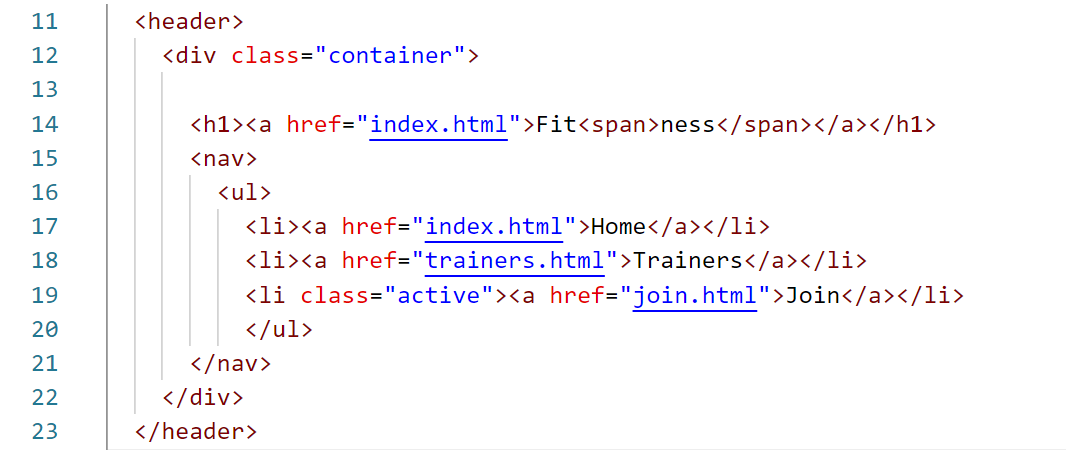 11 <header>
12 <div class="container">
13
14 <h1><a href="index.html">Fit<span>ness</span></a></h1>
15 <nav>
16 <ul>
17 <li><a href="index.html">Home</a></li>
18 <li><a href="trainers.html">Trainers</a></li>
19 <li class="active"><a href="join.html">Join</a></li>
20 </ul>
21 </nav>
22 </div>
23 </header>